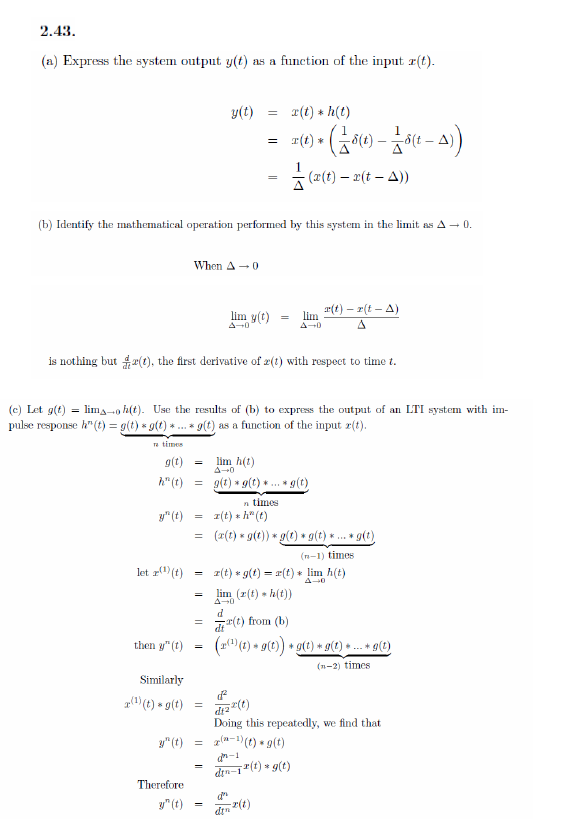 2.43.
(a) Express the system output y(t) as a function of the input x(t).
y(t) = x(t) ∗ h(t)
= x(t) ∗ (1/Δ δ(t) − 1/Δ δ(t − Δ))
= 1/Δ (x(t) − x(t − Δ))
(b) Identify the mathematical operation performed by this system in the limit as Δ → 0.
When Δ → 0
lim_{Δ→0} y(t) = lim_{Δ→0} (x(t) − x(t − Δ))/Δ
is nothing but d/dt x(t), the first derivative of x(t) with respect to time t.
(c) Let g(t) = lim_{Δ→0} h(t). Use the results of (b) to express the output of an LTI system with im-
pulse response h^n(t) = g(t) ∗ g(t) ∗ ... ∗ g(t) as a function of the input x(t).
n times
g(t) = lim_{Δ→0} h(t)
h^n(t) = g(t) ∗ g(t) ∗ ... ∗ g(t)
n times
y^n(t) = x(t) ∗ h^n(t)
= (x(t) ∗ g(t)) ∗ g(t) ∗ g(t) ∗ ... ∗ g(t)
(n−1) times
let x^(1)(t) = x(t) ∗ g(t) = x(t) ∗ lim_{Δ→0} h(t)
= lim_{Δ→0} (x(t) ∗ h(t))
= d/dt x(t) from (b)
then y^n(t) = (x^(1)(t) ∗ g(t)) ∗ g(t) ∗ g(t) ∗ ... ∗ g(t)
(n−2) times
Similarly
x^(1)(t) ∗ g(t) = d^2/dt^2 x(t)
Doing this repeatedly, we find that
y^n(t) = x^(n−1)(t) ∗ g(t)
= d^{n−1}/dt^{n−1} x(t) ∗ g(t)
Therefore
y^n(t) = d^n/dt^n x(t)